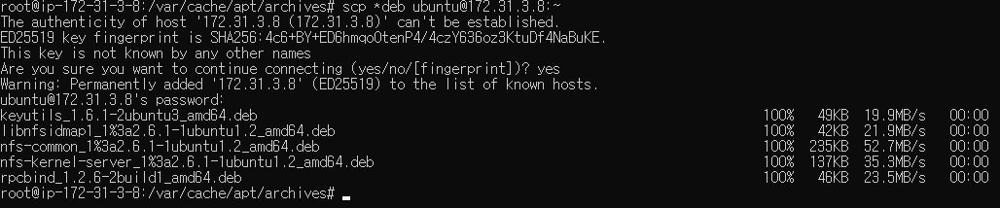 root@ip-172-31-3-8:/var/cache/apt/archives# scp *deb ubuntu@172.31.3.8:~
The authenticity of host '172.31.3.8 (172.31.3.8)' can't be established.
ED25519 key fingerprint is SHA256:4c6+BY+ED6hmqoOtenP4/4czY636oz3KtuDf4NaBuKE.
This key is not known by any other names
Are you sure you want to continue connecting (yes/no/[fingerprint])? yes
Warning: Permanently added '172.31.3.8' (ED25519) to the list of known hosts.
ubuntu@172.31.3.8's password:
keyutils_1.6.1-2ubuntu3_amd64.deb 100% 49KB 19.9MB/s 00:00
libnfsidmap1_1%3a2.6.1-1ubuntu1.2_amd64.deb 100% 42KB 21.9MB/s 00:00
nfs-common_1%3a2.6.1-1ubuntu1.2_amd64.deb 100% 235KB 52.7MB/s 00:00
nfs-kernel-server_1%3a2.6.1-1ubuntu1.2_amd64.deb 100% 137KB 35.3MB/s 00:00
rpcbind_1.2.6-2build1_amd64.deb 100% 46KB 23.5MB/s 00:00
root@ip-172-31-3-8:/var/cache/apt/archives#